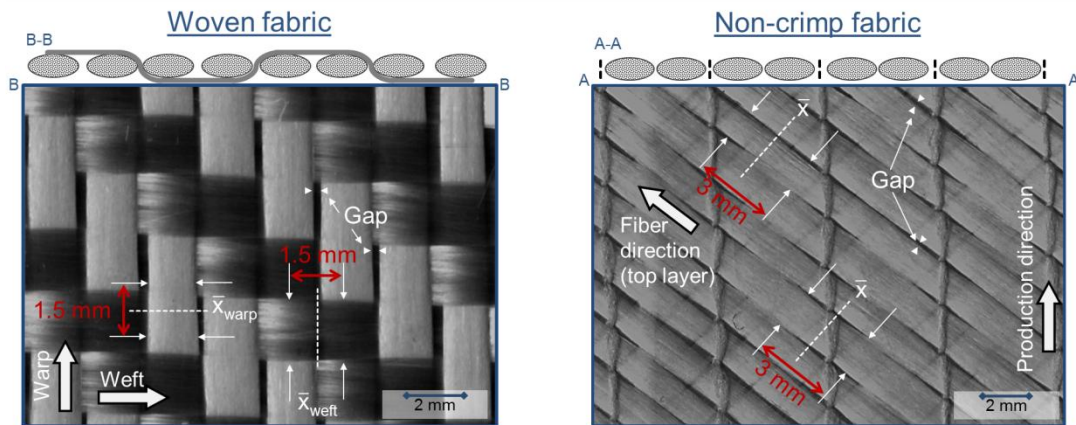 Woven fabric
B-B
B
B
Gap
1.5 mm
1.5 mm
x̄warp
Warp
Weft
x̄weft
2 mm
Non-crimp fabric
A-A
A
A
x̄
3 mm
Gap
Fiber
direction
(top layer)
Production direction
x̄
3 mm
2 mm